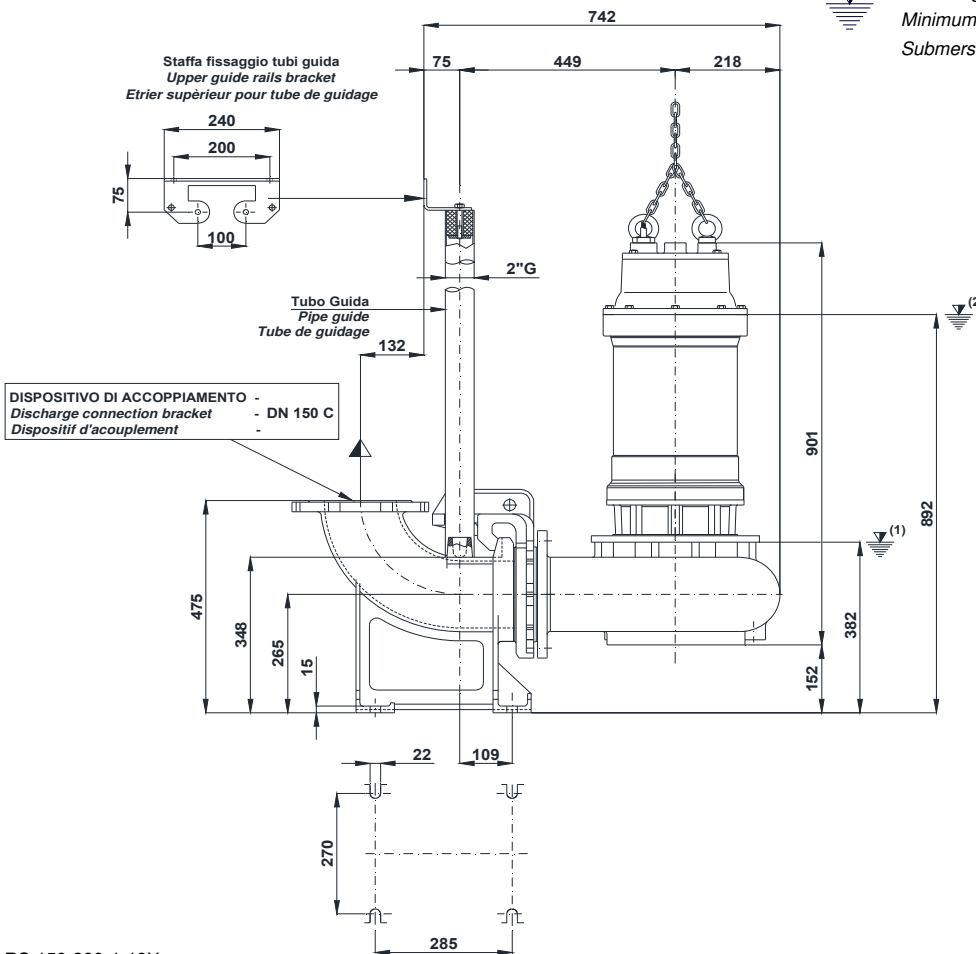 742
Minimum
Submers
Staffa fissaggio tubi guida
Upper guide rails bracket
Etrier supèrieur pour tube de guidage
75
449
218
240
200
75
100
2"G
Tubo Guida
Pipe guide
Tube de guidage
132
(2
DISPOSITIVO DI ACCOPPIAMENTO -
Discharge connection bracket - DN 150 C
Dispositif d'acouplement -
901
892
(1)
475
348
265
15
382
152
22
109
270
285